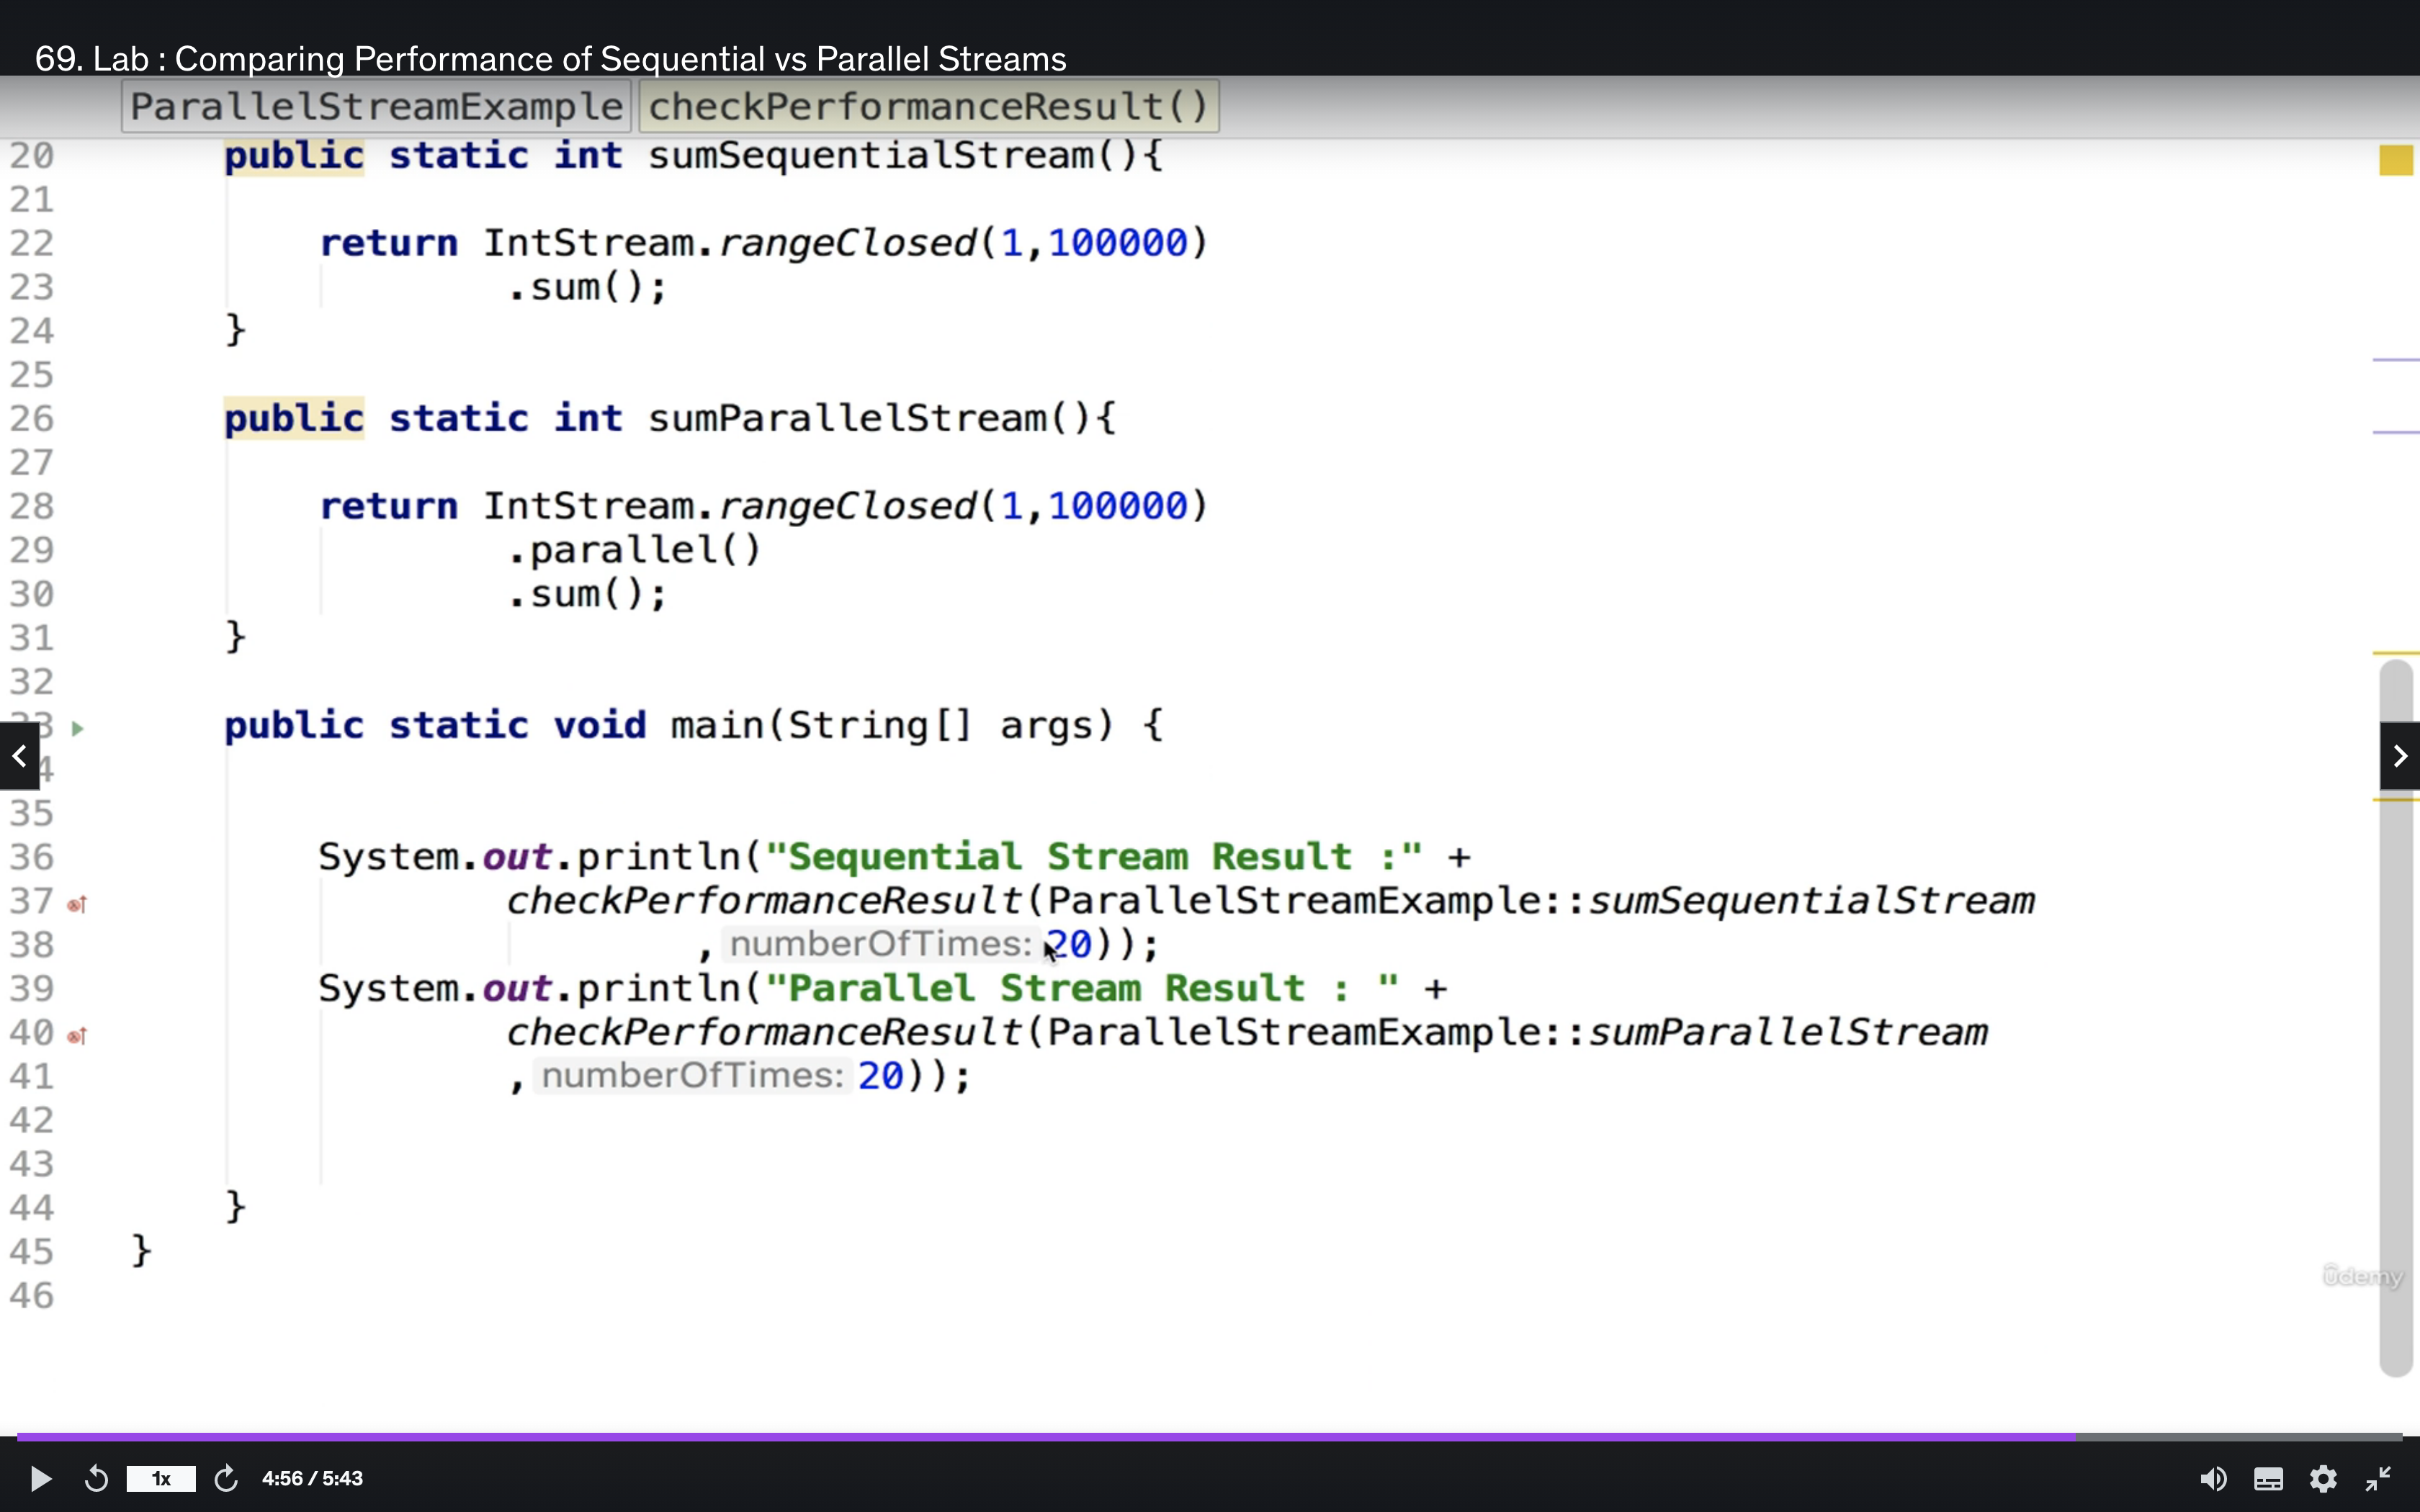 69. Lab : Comparing Performance of Sequential vs Parallel Streams
ParallelStreamExample checkPerformanceResult()
20 public static int sumSequentialStream(){
21
22 return IntStream.rangeClosed(1,100000)
23 .sum();
24 }
25
26 public static int sumParallelStream(){
27
28 return IntStream.rangeClosed(1,100000)
29 .parallel()
30 .sum();
31 }
32
33 public static void main(String[] args) {
4
35
36 System.out.println("Sequential Stream Result :" +
37 checkPerformanceResult(ParallelStreamExample::sumSequentialStream
38 , numberOfTimes: 20));
39 System.out.println("Parallel Stream Result : " +
40 checkPerformanceResult(ParallelStreamExample::sumParallelStream
41 , numberOfTimes: 20));
42
43
44 }
45 }
46
ûdemy
1x 4:56 / 5:43